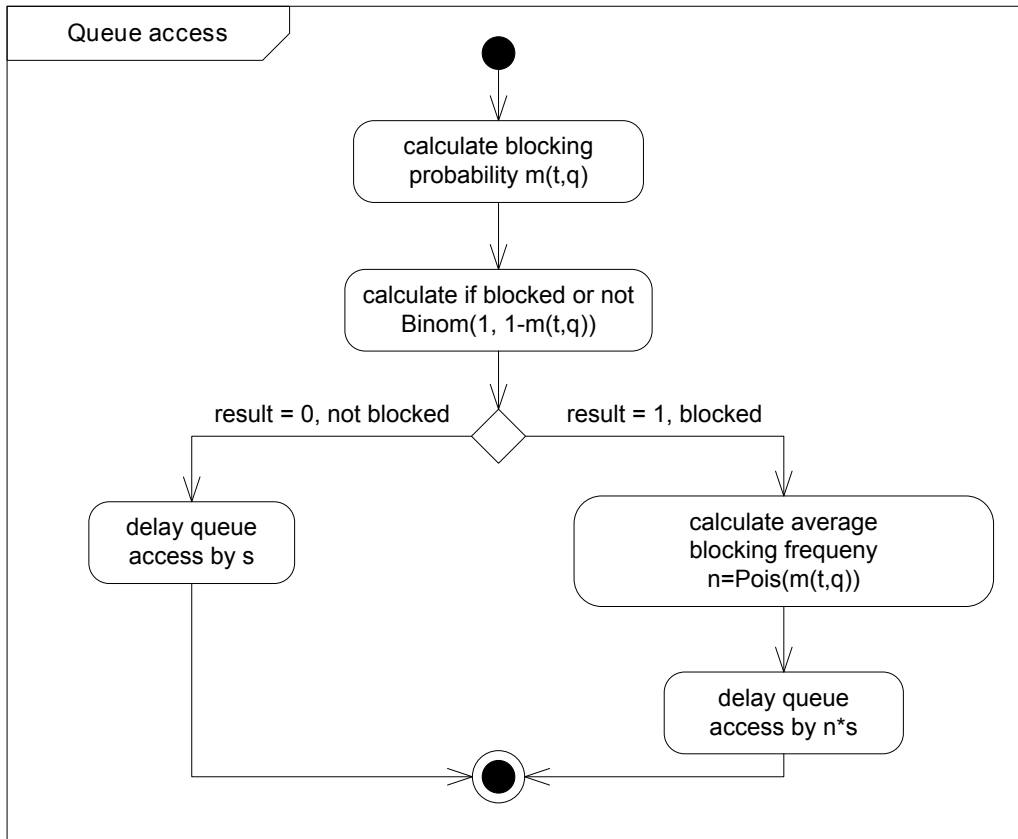 Queue access
calculate blocking
probability m(t,q)
calculate if blocked or not
Binom(1, 1-m(t,q))
result = 0, not blocked
result = 1, blocked
delay queue
access by s
calculate average
blocking frequeny
n=Pois(m(t,q))
delay queue
access by n*s